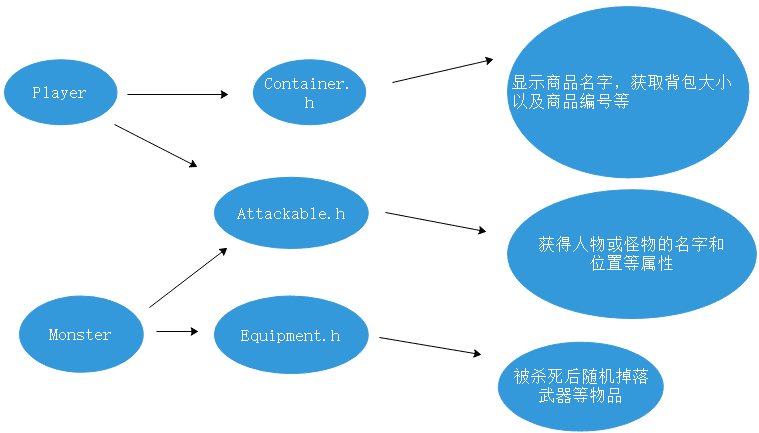 Player
Container.
h
显示商品名字，获取背包大小
以及商品编号等
Attackable.h
获得人物或怪物的名字和
位置等属性
Monster
Equipment.h
被杀死后随机掉落
武器等物品